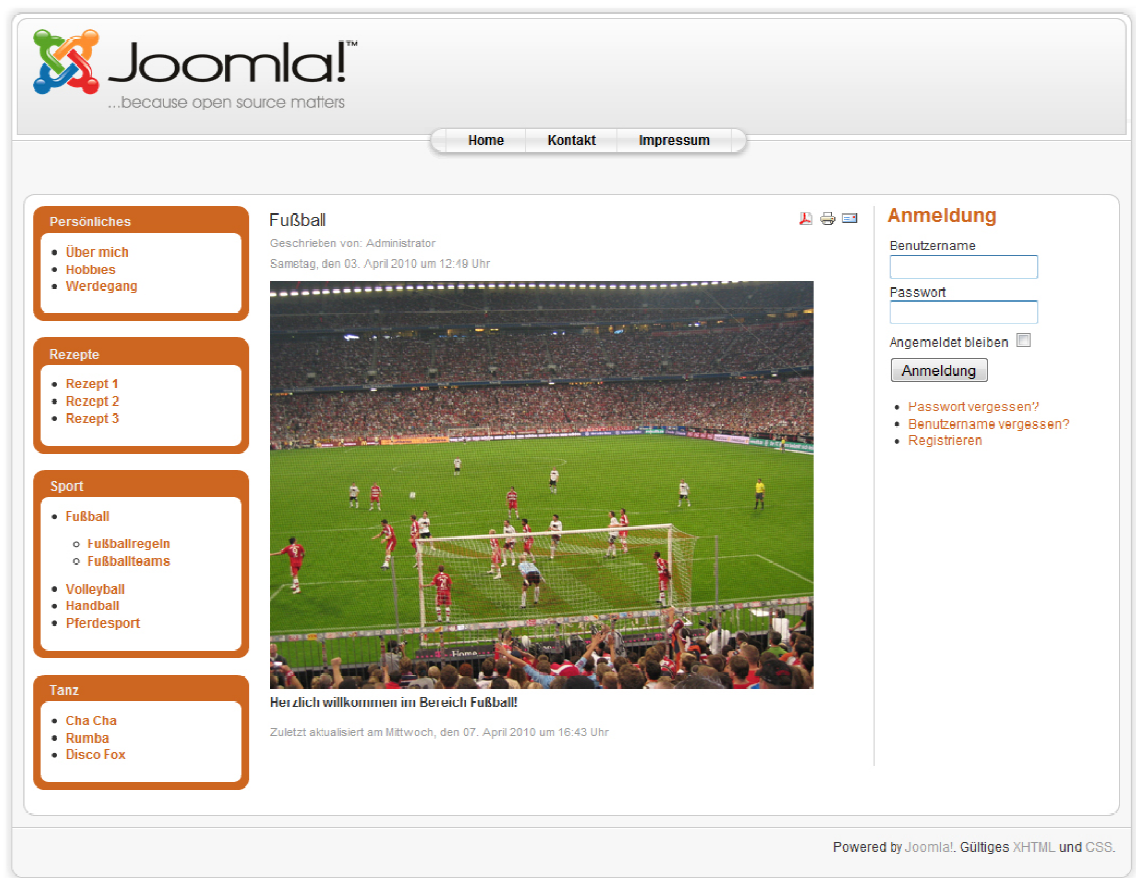 Joomla!™
...because open source matters
Home Kontakt Impressum
Persönliches
Über mich
Hobbies
Werdegang
Rezepte
Rezept 1
Rezept 2
Rezept 3
Sport
Fußball
Fußballregeln
Fußballteams
Volleyball
Handball
Pferdesport
Tanz
Cha Cha
Rumba
Disco Fox
Fußball
Geschrieben von: Administrator
Samstag, den 03. April 2010 um 12:49 Uhr
Home
Herzlich willkommen im Bereich Fußball!
Zuletzt aktualisiert am Mittwoch, den 07. April 2010 um 16:43 Uhr
Anmeldung
Benutzername
Passwort
Angemeldet bleiben
Anmeldung
Passwort vergessen?
Benutzername vergessen?
Registrieren
Powered by Joomla!. Gültiges XHTML und CSS.